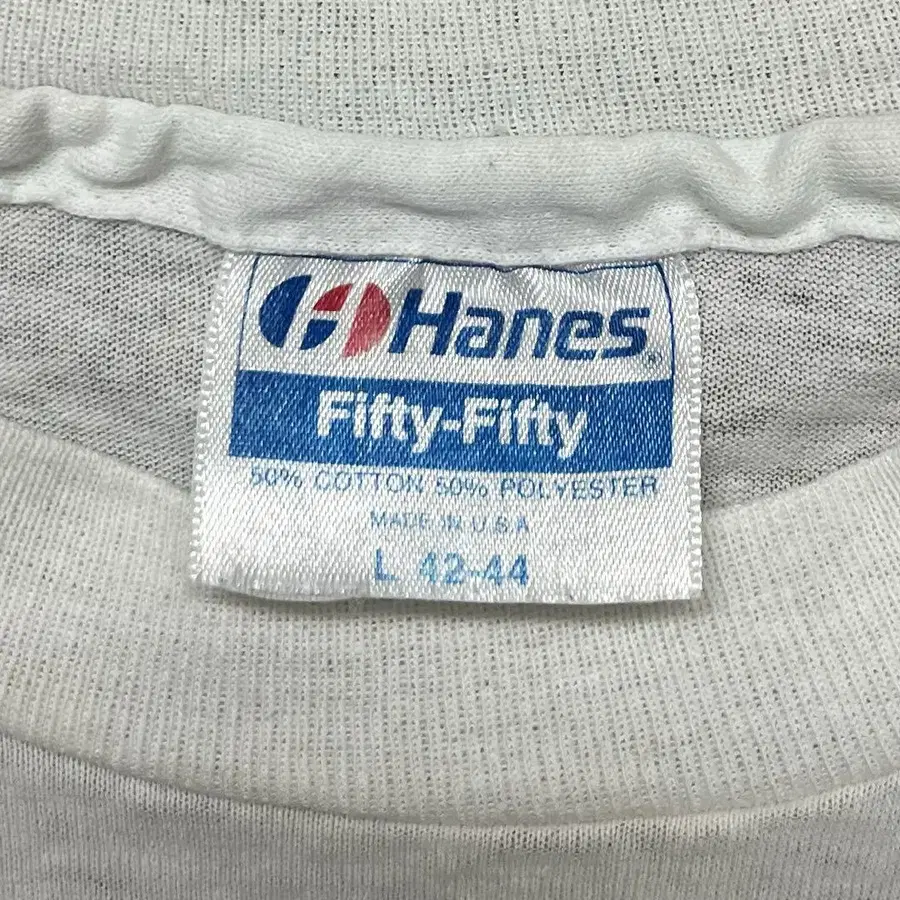 Hanes®
Fifty-Fifty
50% COTTON 50% POLYESTER
MADE IN U.S.A
L 42-44